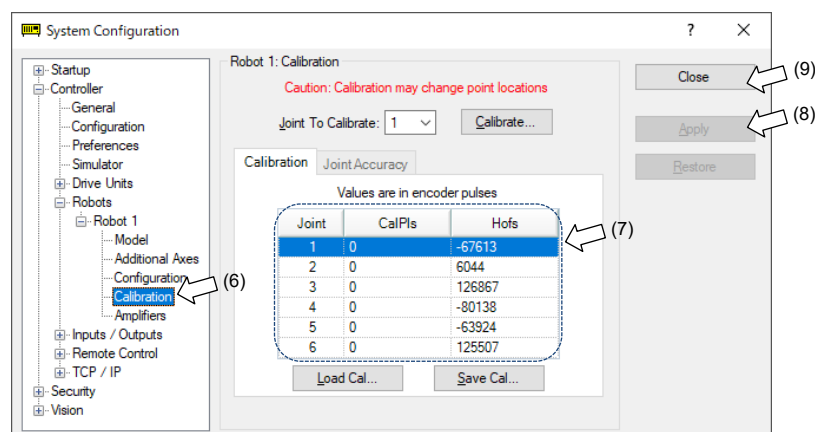 System Configuration ? ×
Startup
Controller
General
Configuration
Preferences
Simulator
Drive Units
Robots
Robot 1
Model
Additional Axes
Configuration
Calibration (6)
Amplifiers
Inputs / Outputs
Remote Control
TCP / IP
Security
Vision
Robot 1: Calibration
Caution: Calibration may change point locations
Joint To Calibrate: 1 Calibrate...
Calibration Joint Accuracy
Values are in encoder pulses
Joint CalPls Hofs (7)
1 0 -67613
2 0 6044
3 0 126867
4 0 -80138
5 0 -63924
6 0 125507
Load Cal... Save Cal...
Close (9)
Apply (8)
Restore